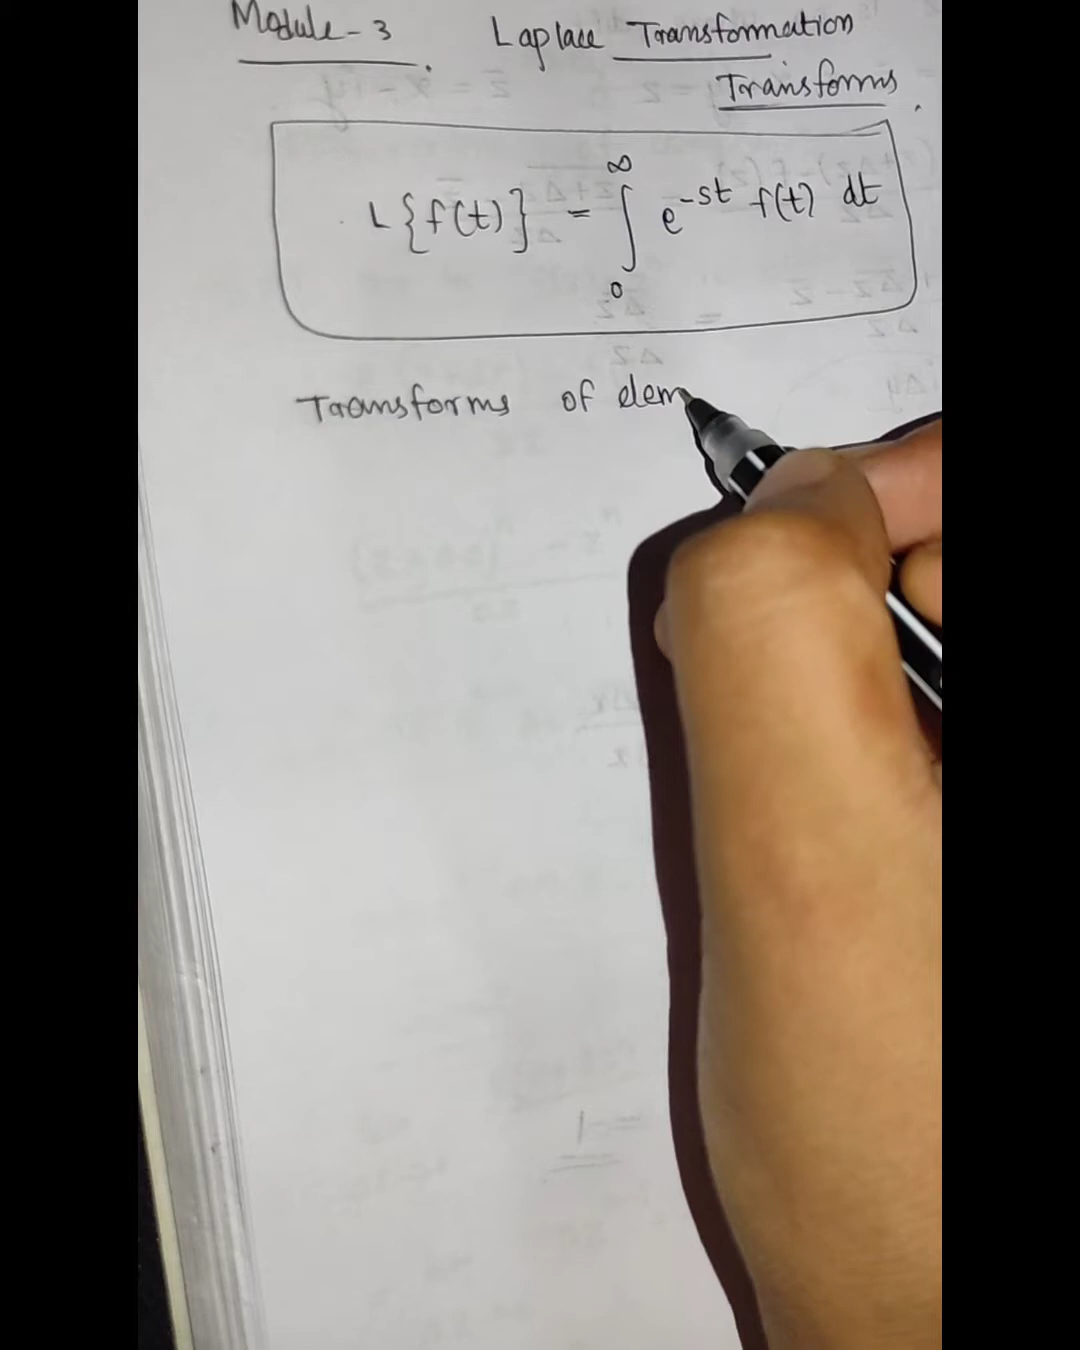 Module-3. Laplace Transformation
Transforms.
L{f(t)} = ∫₀^∞ e^{-st} f(t) dt
Transforms of elem